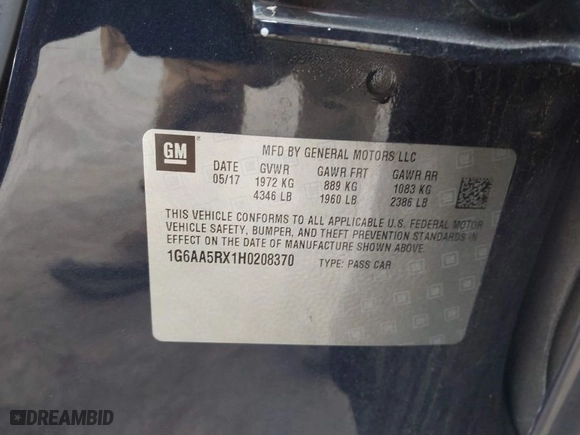 GM
MFD BY GENERAL MOTORS LLC
DATE GVWR GAWR FRT GAWR RR
05/17 1972 KG 889 KG 1083 KG
4346 LB 1960 LB 2386 LB
THIS VEHICLE CONFORMS TO ALL APPLICABLE U.S. FEDERAL MOTOR
VEHICLE SAFETY, BUMPER, AND THEFT PREVENTION STANDARDS IN
EFFECT ON THE DATE OF MANUFACTURE SHOWN ABOVE.
1G6AA5RX1H0208370 TYPE: PASS CAR
DREAMBID